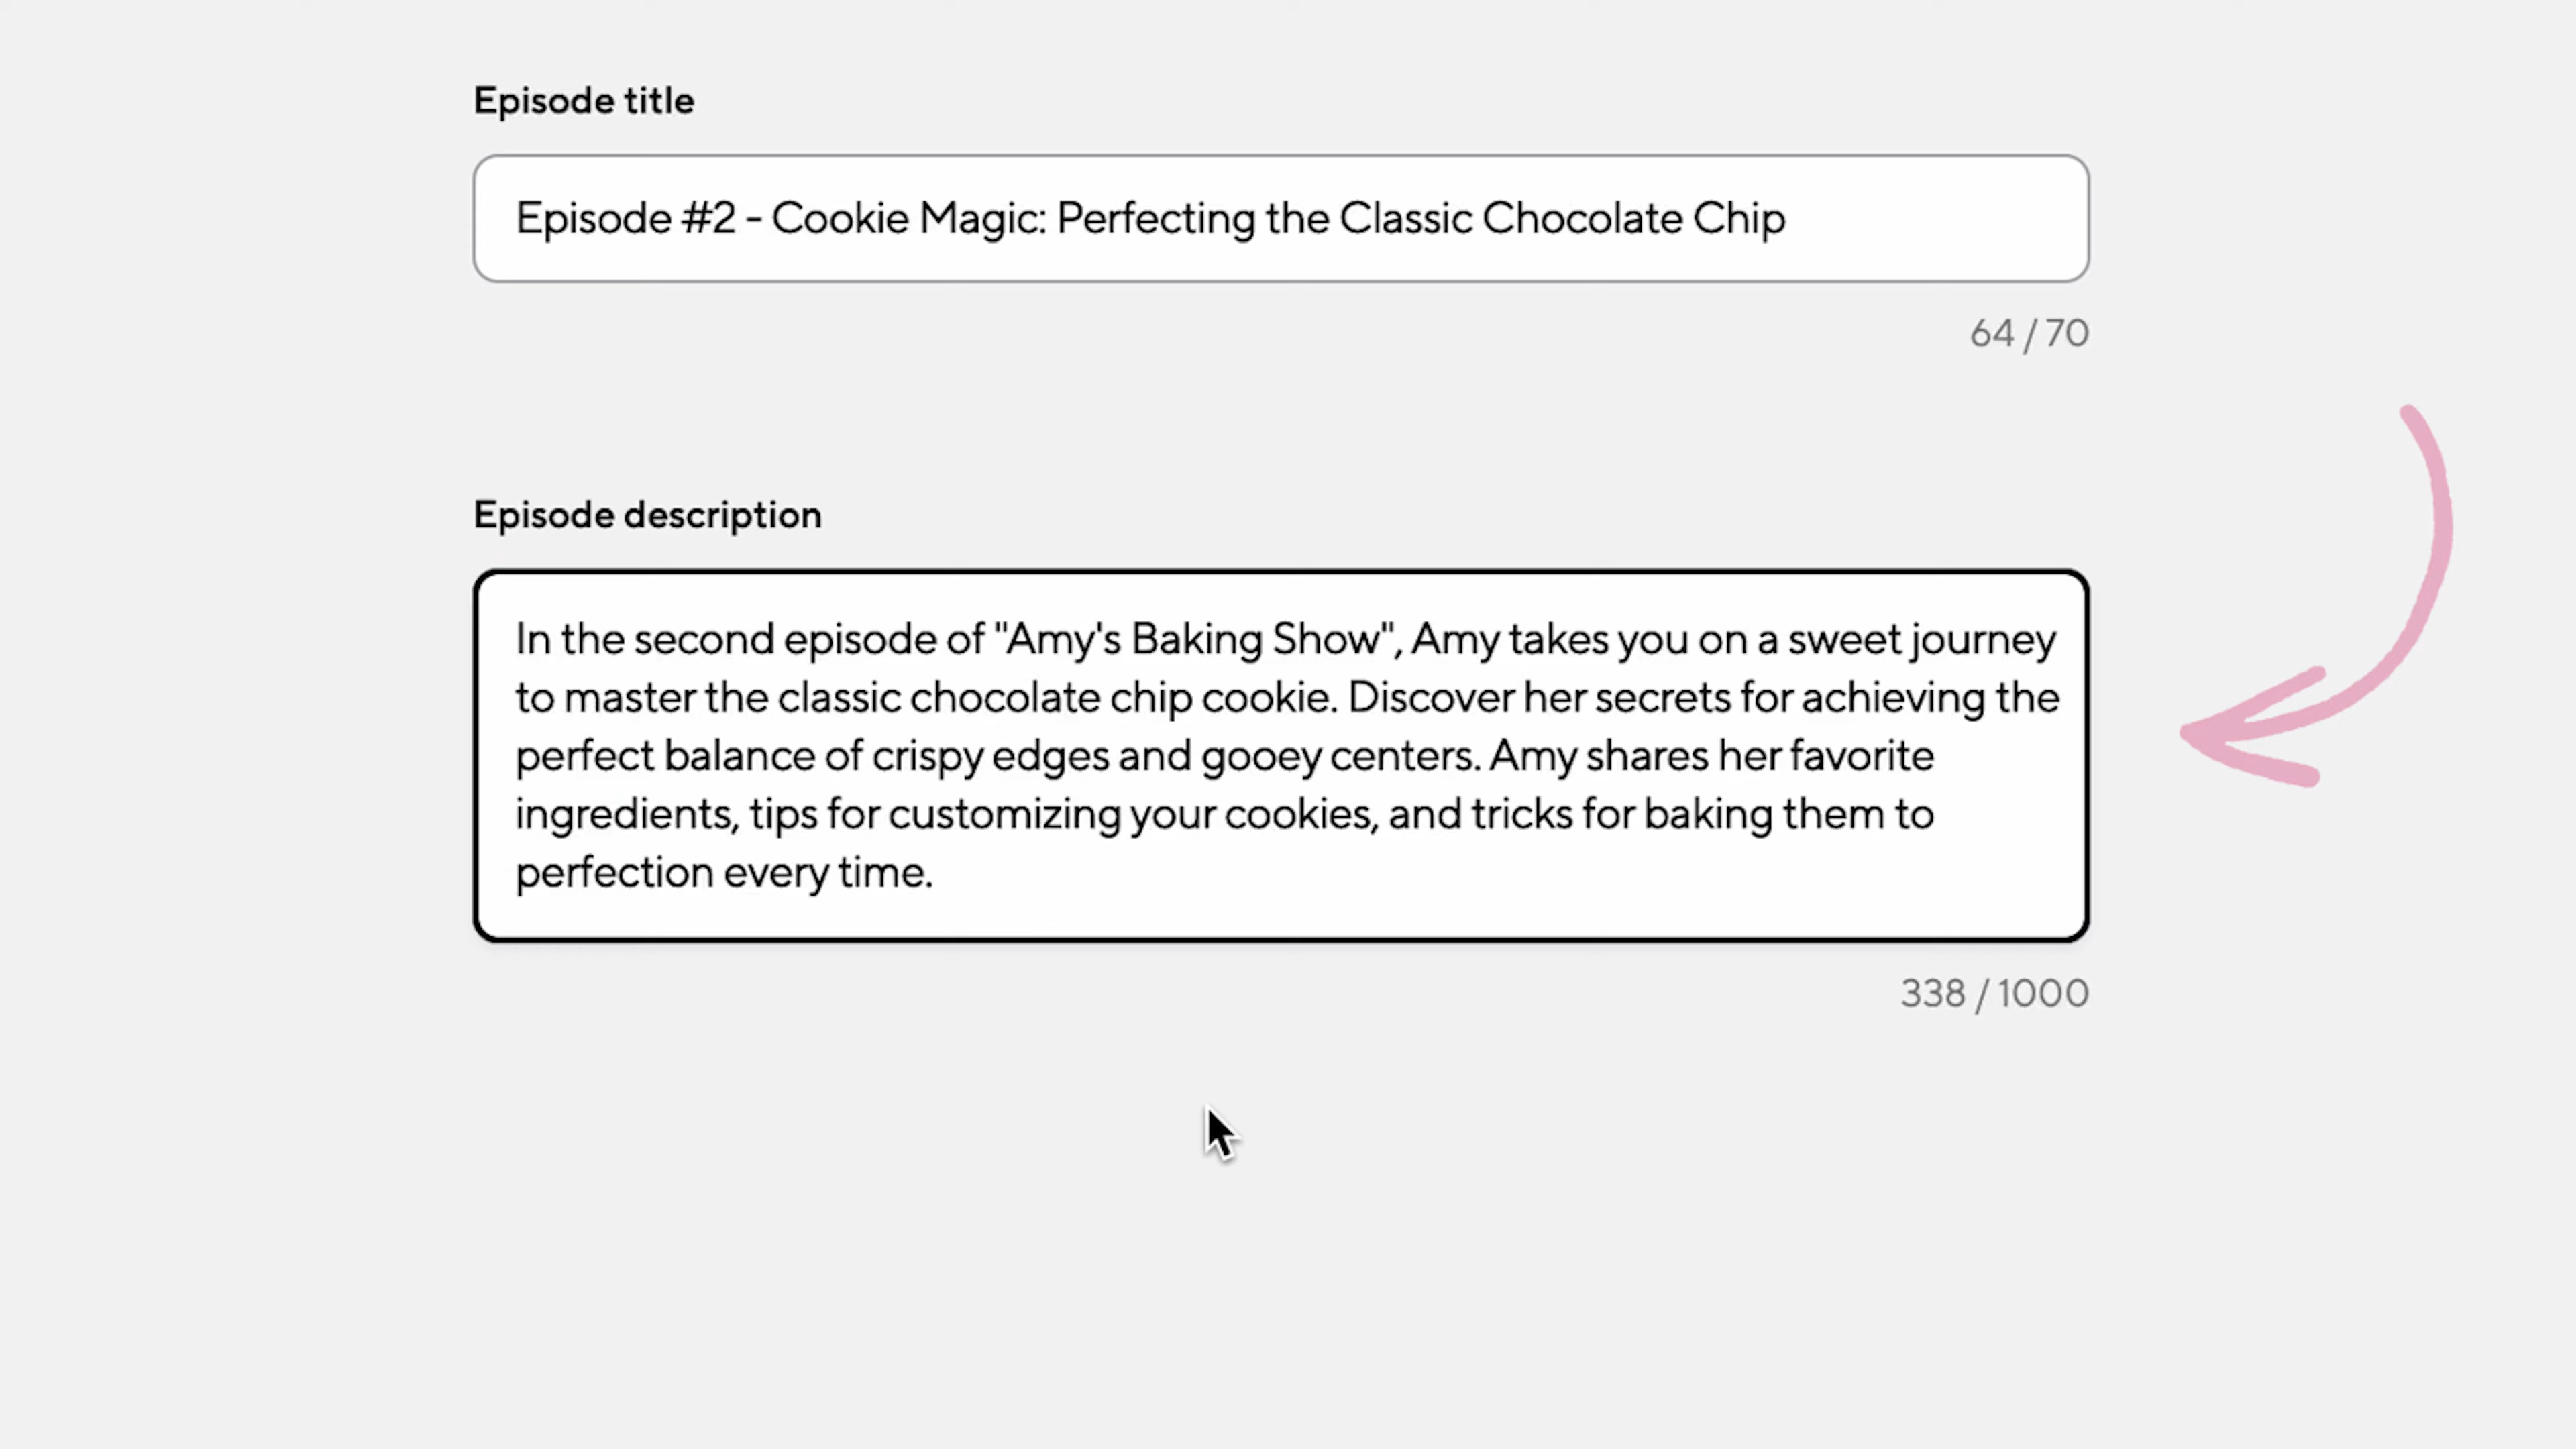 Episode title
Episode #2 - Cookie Magic: Perfecting the Classic Chocolate Chip
64 / 70
Episode description
In the second episode of "Amy's Baking Show", Amy takes you on a sweet journey
to master the classic chocolate chip cookie. Discover her secrets for achieving the
perfect balance of crispy edges and gooey centers. Amy shares her favorite
ingredients, tips for customizing your cookies, and tricks for baking them to
perfection every time.
338 / 1000